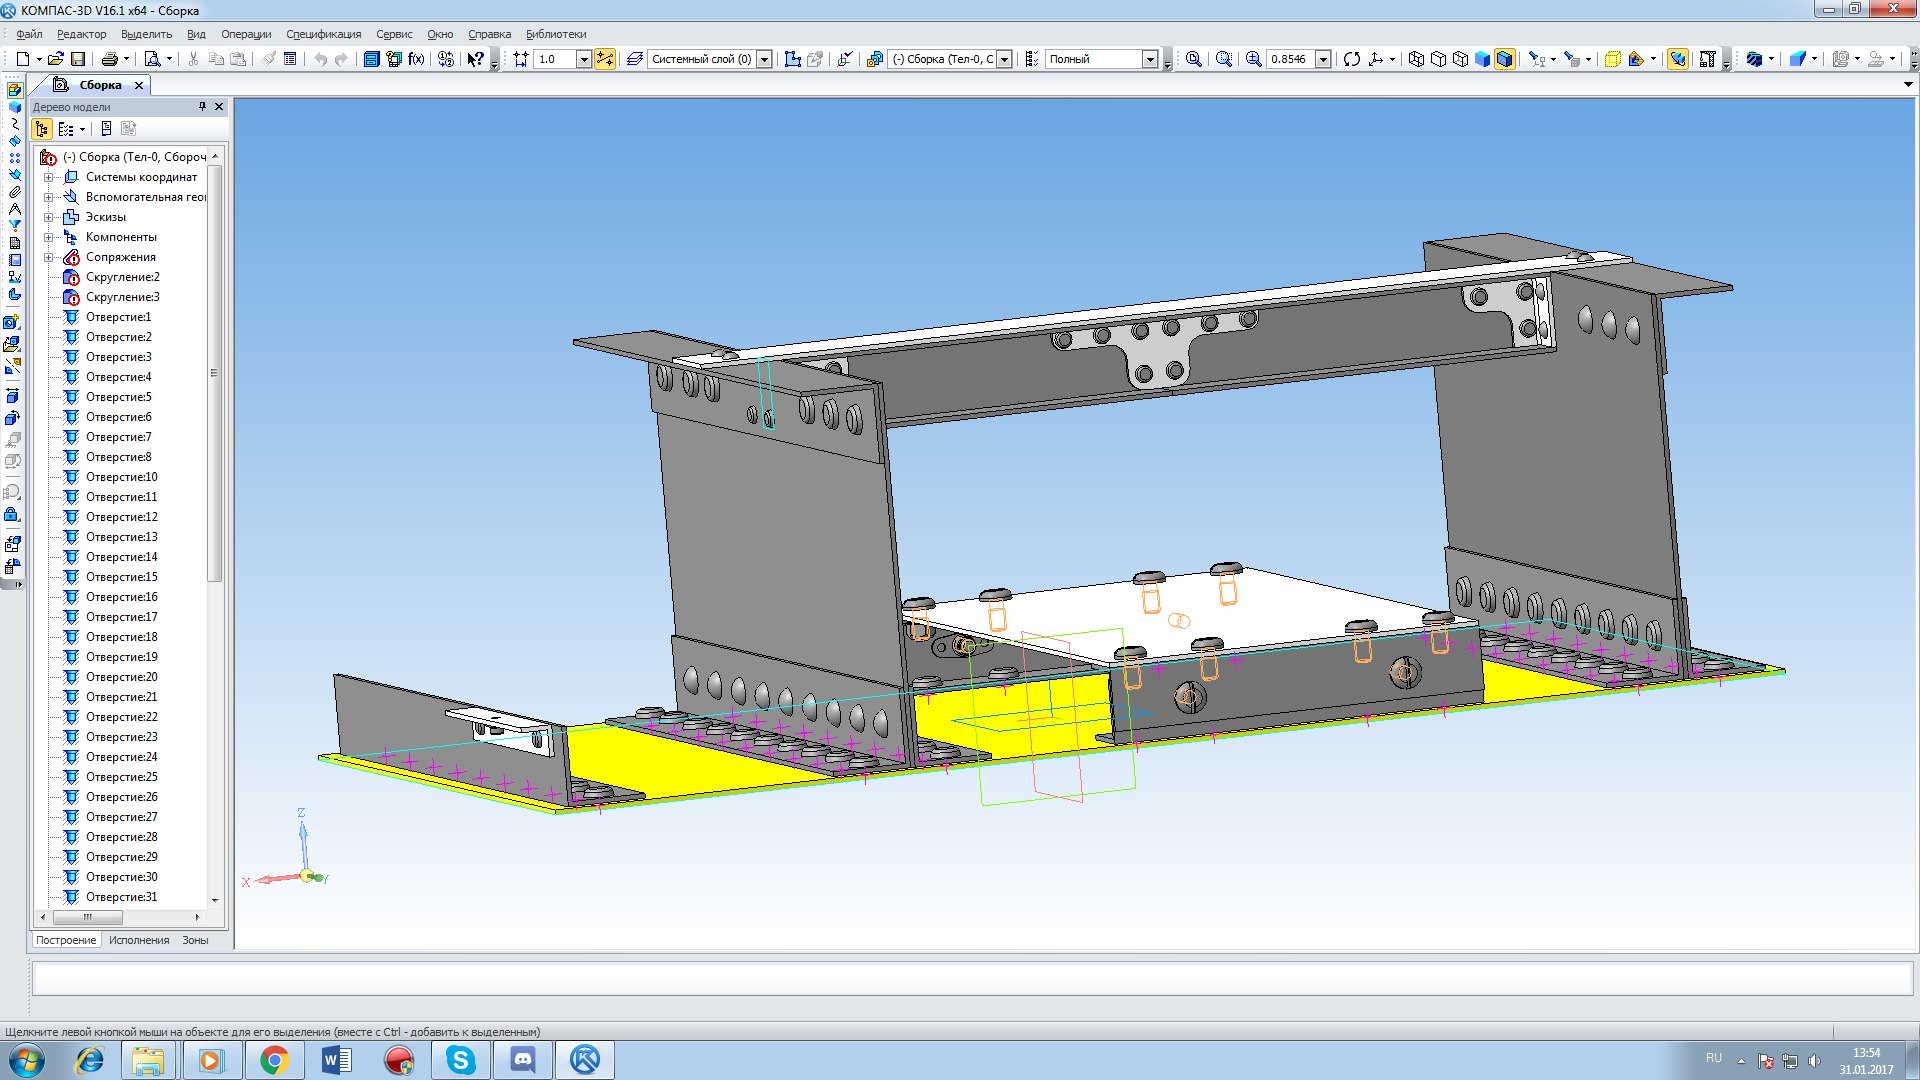 КОМПАС-3D V16.1 x64 - Сборка
Файл Редактор Выделить Вид Операции Спецификация Сервис Окно Справка Библиотеки
1.0 Системный слой (0) f(x) (-) Сборка (Тел-0, С Полный 0.8546
Сборка
Дерево модели
(-) Сборка (Тел-0, Сбороч
Системы координат
Вспомогательная гео
Эскизы
Компоненты
Сопряжения
Скругление:2
Скругление:3
Отверстие:1
Отверстие:2
Отверстие:3
Отверстие:4
Отверстие:5
Отверстие:6
Отверстие:7
Отверстие:8
Отверстие:10
Отверстие:11
Отверстие:12
Отверстие:13
Отверстие:14
Отверстие:15
Отверстие:16
Отверстие:17
Отверстие:18
Отверстие:19
Отверстие:20
Отверстие:21
Отверстие:22
Отверстие:23
Отверстие:24
Отверстие:25
Отверстие:26
Отверстие:27
Отверстие:28
Отверстие:29
Отверстие:30
Отверстие:31
Построение Исполнения Зоны
Z
X
Y
Щелкните левой кнопкой мыши на объекте для его выделения (вместе с Ctrl - добавить к выделенным)
RU
13:54
31.01.2017